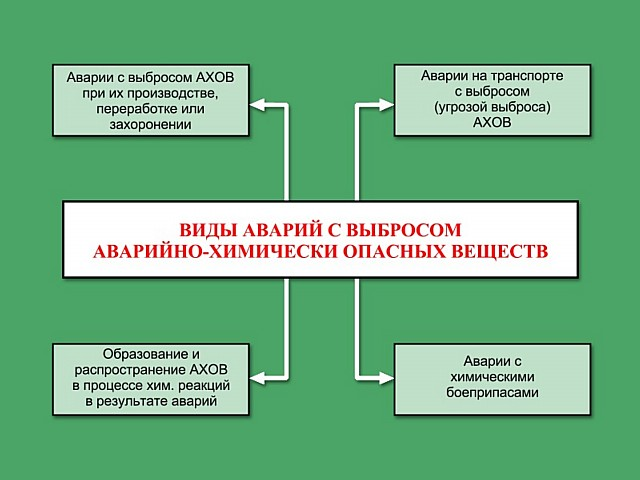 Аварии с выбросом АХОВ
при их производстве,
переработке или
захоронении
Аварии на транспорте
с выбросом
(угрозой выброса)
АХОВ
ВИДЫ АВАРИЙ С ВЫБРОСОМ
АВАРИЙНО-ХИМИЧЕСКИ ОПАСНЫХ ВЕЩЕСТВ
Образование и
распространение АХОВ
в процессе хим. реакций
в результате аварий
Аварии с
химическими
боеприпасами